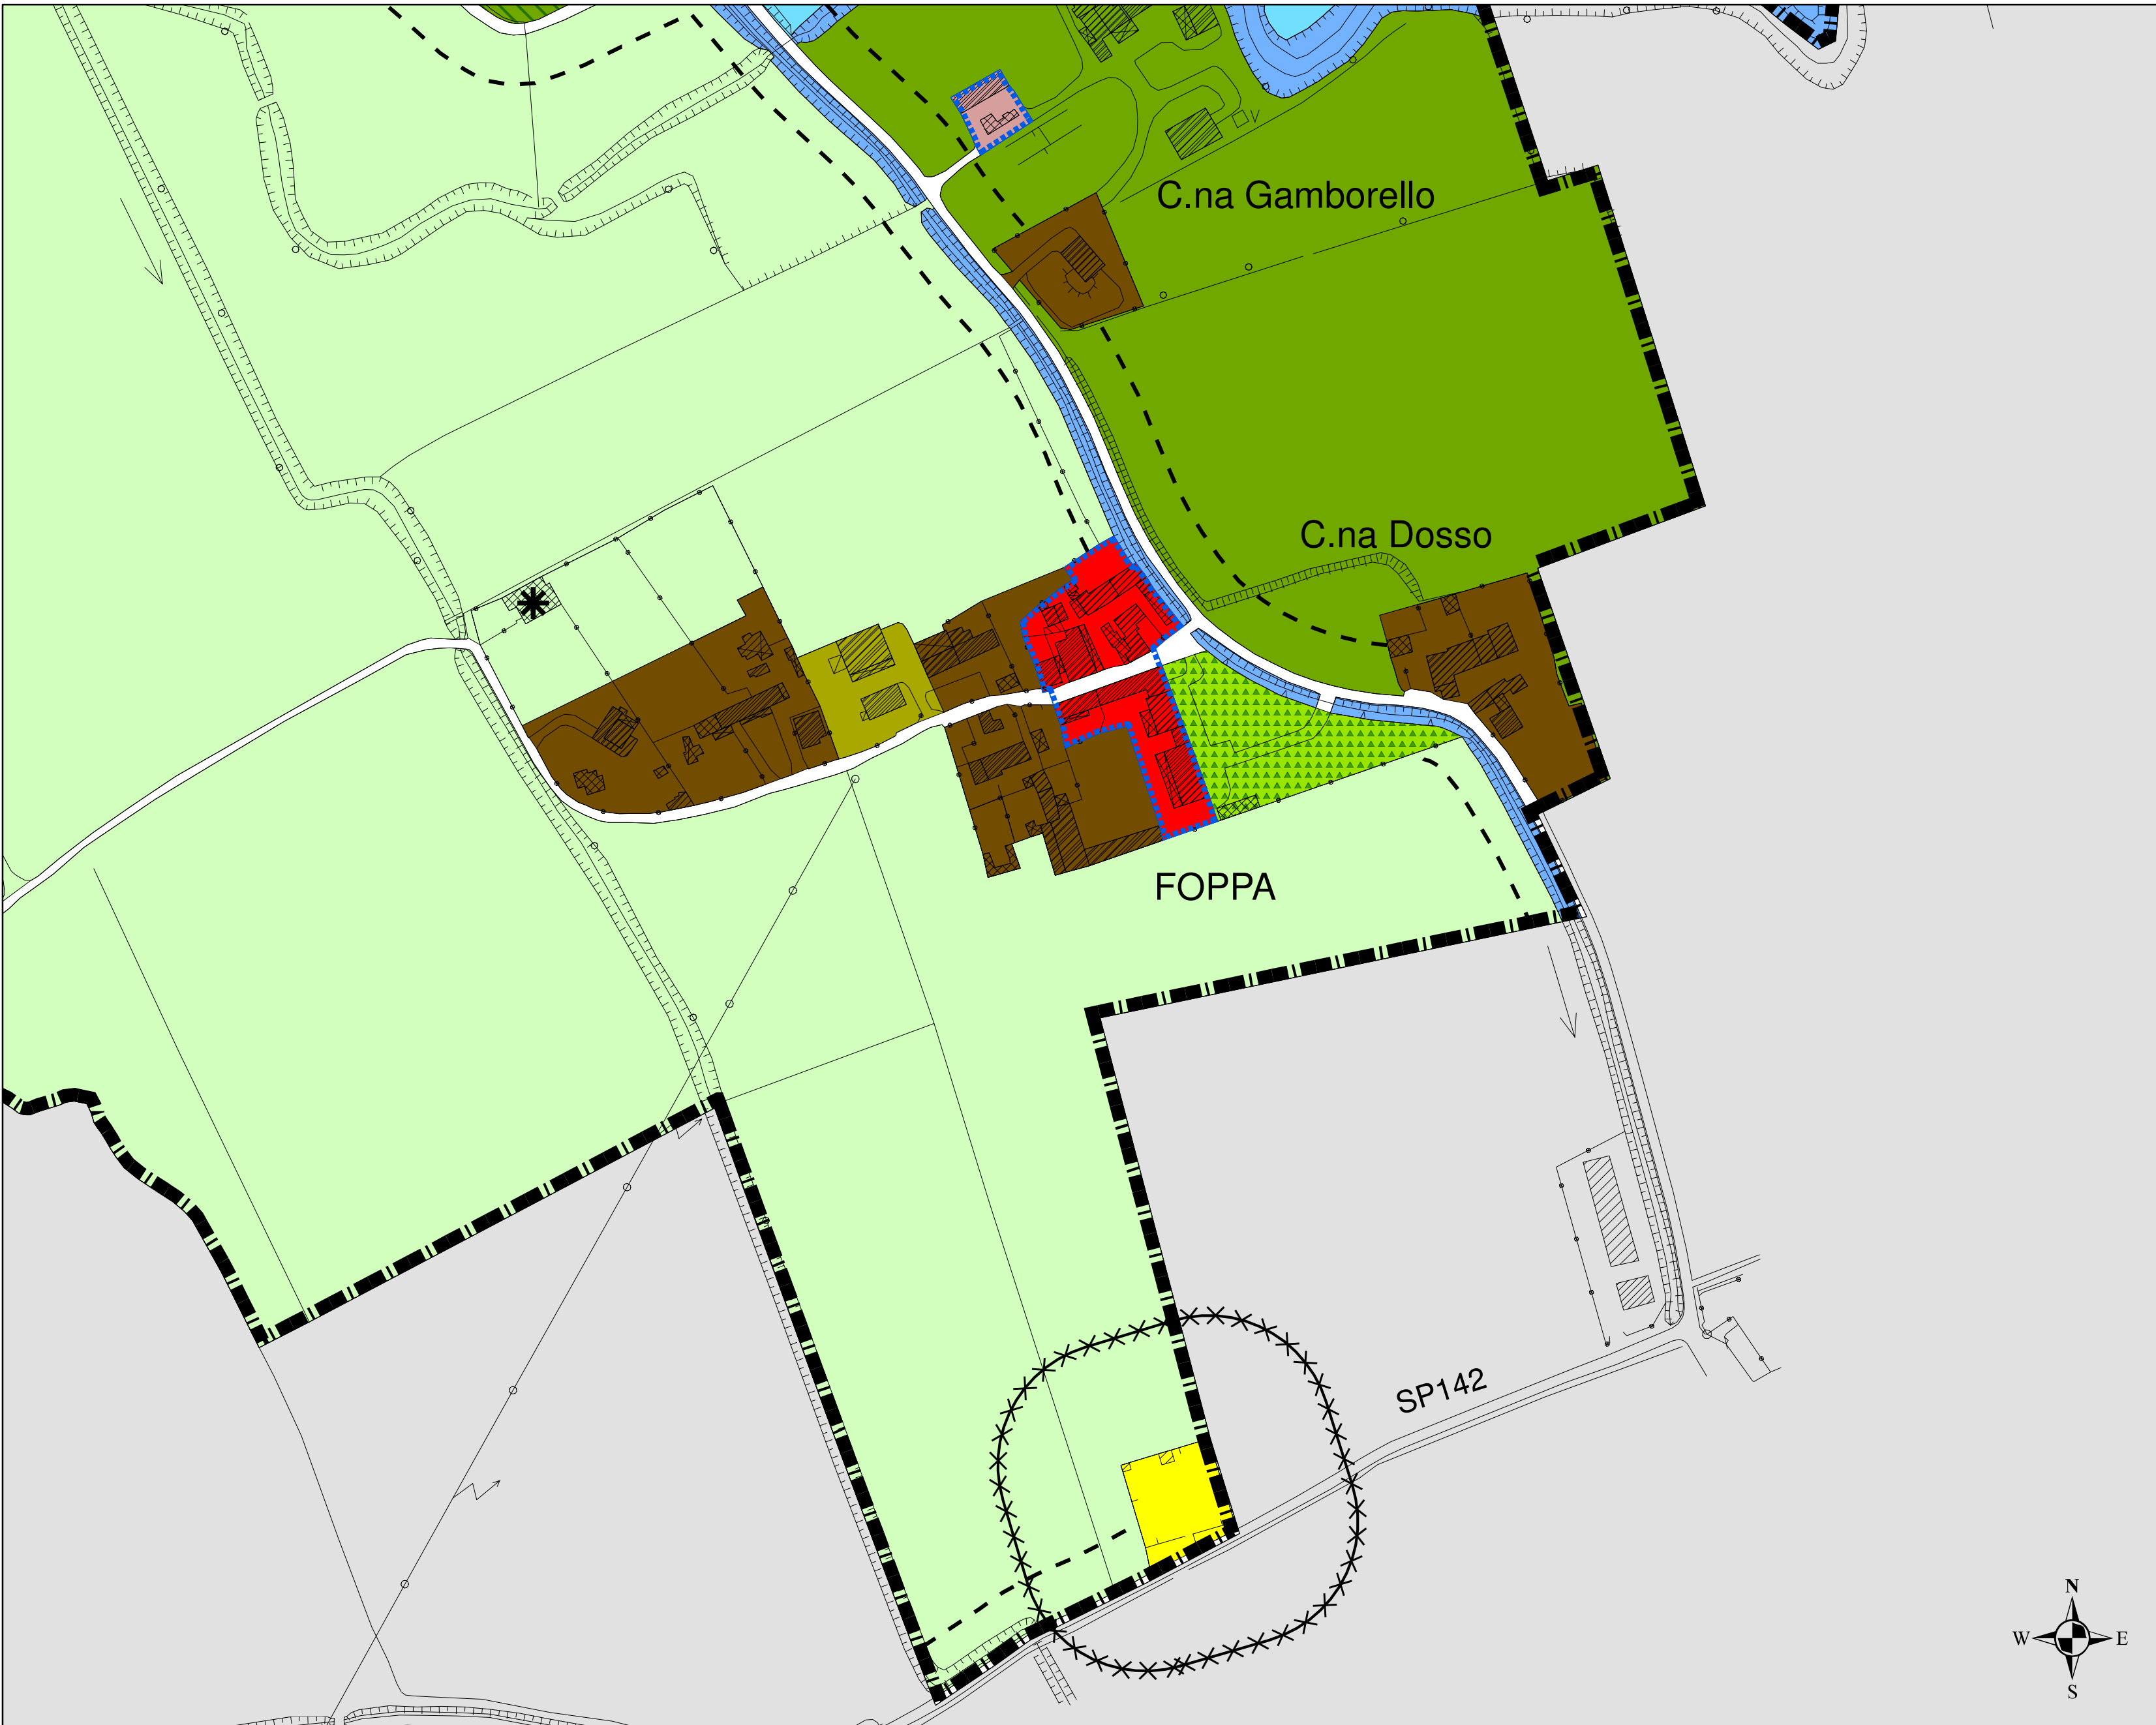 C.na Gamborello
C.na Dosso
FOPPA
SP142
N
W
E
S